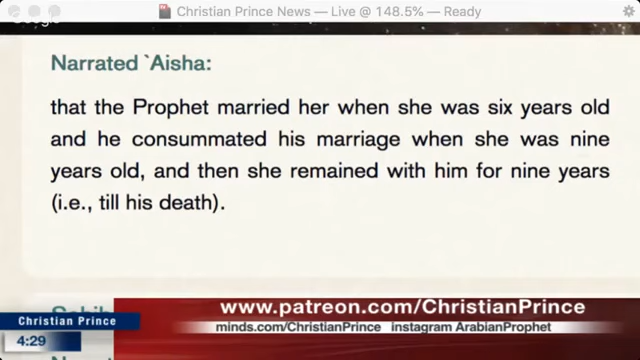 Christian Prince News — Live @ 148.5% — Ready
Narrated `Aisha:
that the Prophet married her when she was six years old
and he consummated his marriage when she was nine
years old, and then she remained with him for nine years
(i.e., till his death).
www.patreon.com/ChristianPrince
Christian Prince
minds.com/ChristianPrince instagram ArabianProphet
4:29